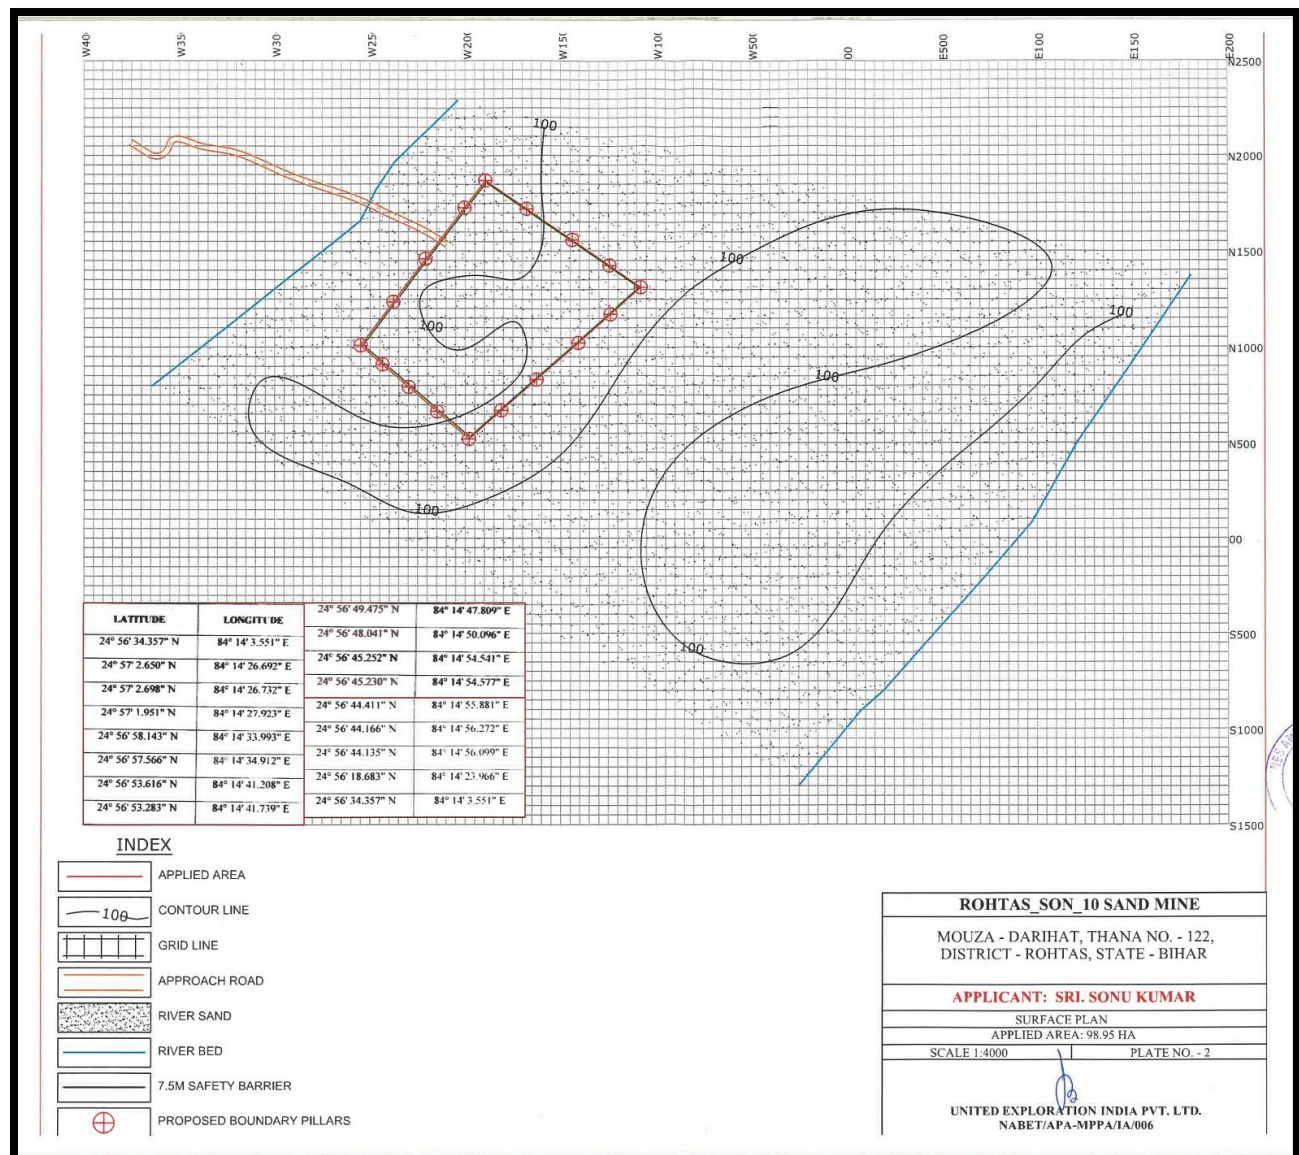 W40
W35
W30
W25
W20
W15
W10
W50
00
E500
E100
E150
E200
N2500
N2000
N1500
N1000
N500
00
S500
S1000
S1500
100
100
100
100
100
100
100
LATITUDE LONGITUDE
24° 56' 34.357" N 84° 14' 3.551" E
24° 57' 2.650" N 84° 14' 26.692" E
24° 57' 2.698" N 84° 14' 26.732" E
24° 57' 1.951" N 84° 14' 27.923" E
24° 56' 58.143" N 84° 14' 33.993" E
24° 56' 57.566" N 84° 14' 34.912" E
24° 56' 53.616" N 84° 14' 41.208" E
24° 56' 53.283" N 84° 14' 41.739" E
24° 56' 49.475" N 84° 14' 47.809" E
24° 56' 48.041" N 84° 14' 50.096" E
24° 56' 45.252" N 84° 14' 54.541" E
24° 56' 45.230" N 84° 14' 54.577" E
24° 56' 44.411" N 84° 14' 55.881" E
24° 56' 44.166" N 84° 14' 56.272" E
24° 56' 44.135" N 84° 14' 56.099" E
24° 56' 18.683" N 84° 14' 23.966" E
24° 56' 34.357" N 84° 14' 3.551" E
INDEX
APPLIED AREA
100 CONTOUR LINE
GRID LINE
APPROACH ROAD
RIVER SAND
RIVER BED
7.5M SAFETY BARRIER
PROPOSED BOUNDARY PILLARS
ROHTAS_SON_10 SAND MINE
MOUZA - DARIHAT, THANA NO. - 122,
DISTRICT - ROHTAS, STATE - BIHAR
APPLICANT: SRI. SONU KUMAR
SURFACE PLAN
APPLIED AREA: 98.95 HA
SCALE 1:4000 PLATE NO. - 2
UNITED EXPLORATION INDIA PVT. LTD.
NABET/APA-MPPA/IA/006